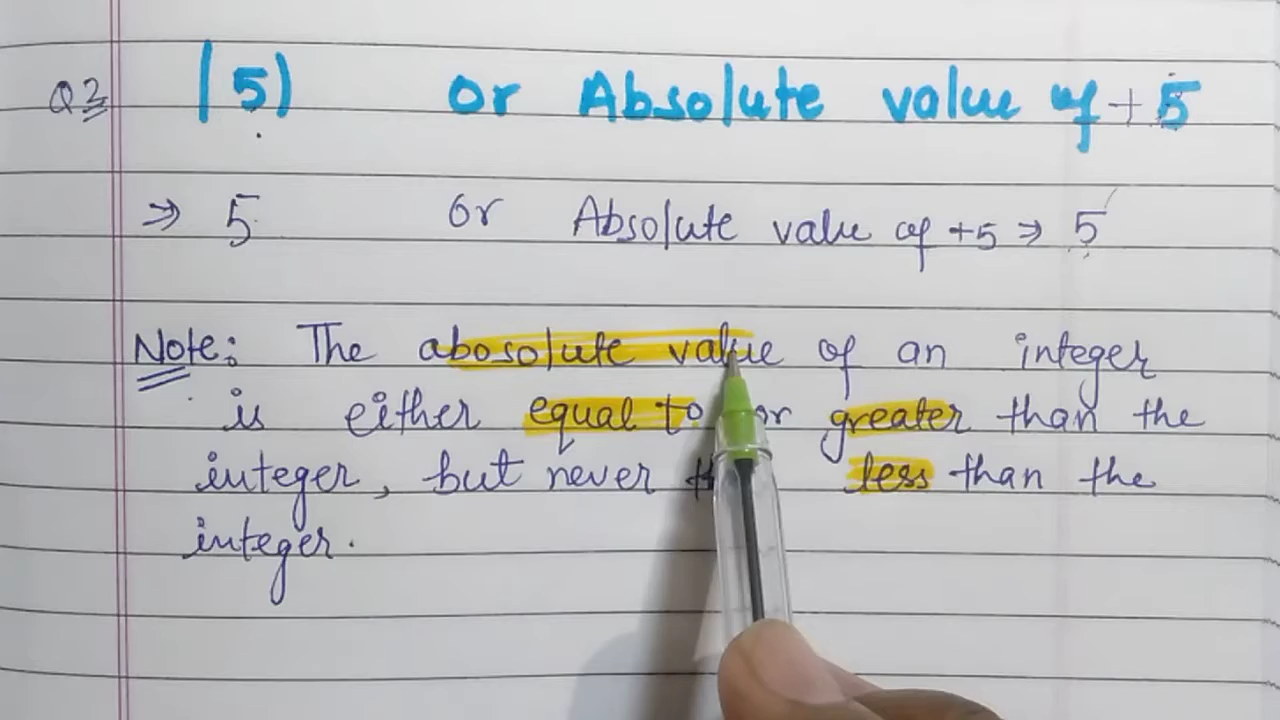 Q2 |5) or Absolute value of +5
⇒ 5 or Absolute value of +5 ⇒ 5
Note: The abosolute value of an integer
is either equal to or greater than the
integer, but never less than the
integer.